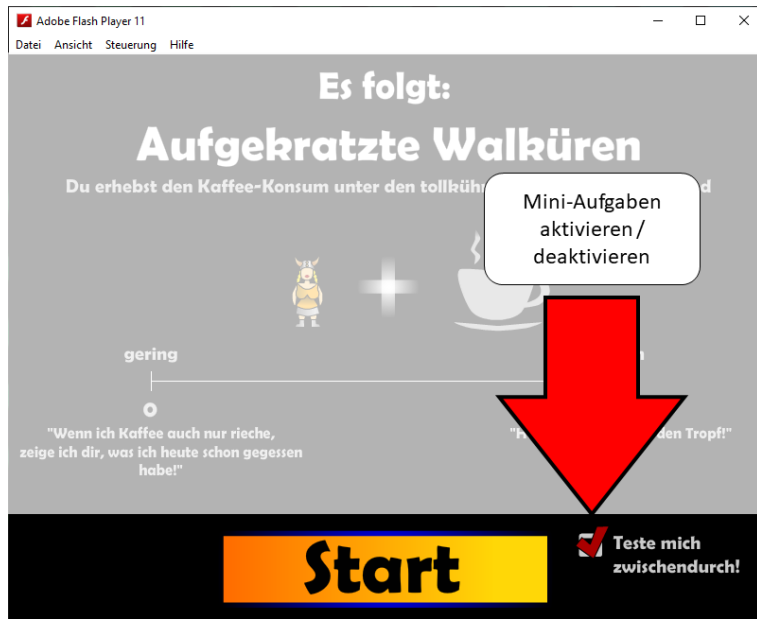 Adobe Flash Player 11
Datei Ansicht Steuerung Hilfe
Es folgt:
Aufgekratzte Walküren
Du erhebst den Kaffee-Konsum unter den
Mini-Aufgaben
aktivieren /
deaktivieren
gering
"Wenn ich Kaffee auch nur rieche,
zeige ich dir, was ich heute schon gegessen
habe!"
den Tropf!"
Start
Teste mich
zwischendurch!